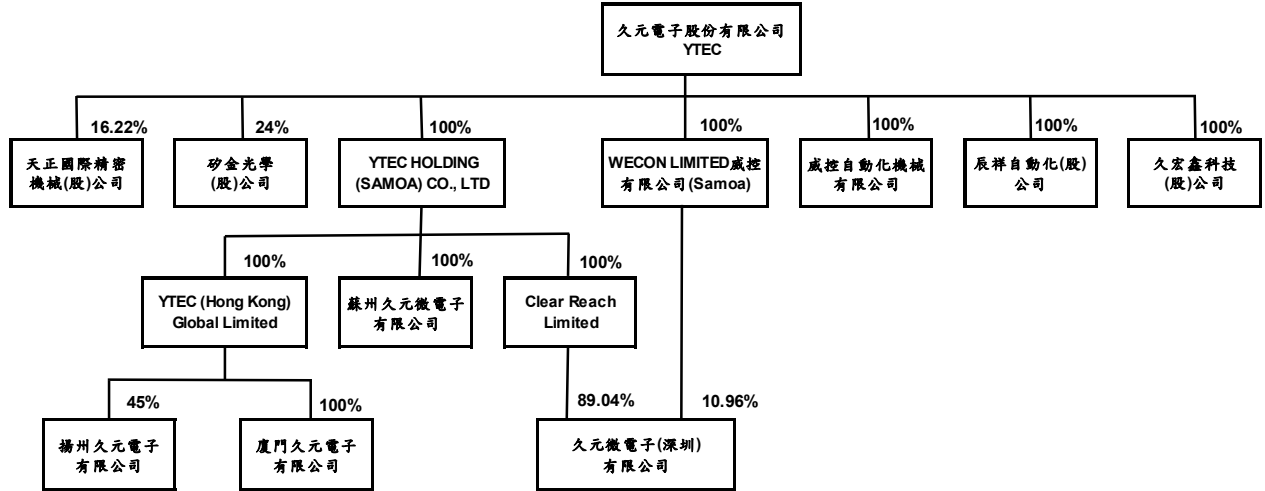 久元電子股份有限公司
YTEC
16.22%
24%
100%
100%
100%
100%
100%
天正國際精密
機械(股)公司
矽金光學
(股)公司
YTEC HOLDING
(SAMOA) CO., LTD
WECON LIMITED威控
有限公司(Samoa)
威控自動化機械
有限公司
辰祥自動化(股)
公司
久宏鑫科技
(股)公司
100%
100%
100%
YTEC (Hong Kong)
Global Limited
蘇州久元微電子
有限公司
Clear Reach
Limited
45%
100%
89.04%
10.96%
揚州久元電子
有限公司
廈門久元電子
有限公司
久元微電子(深圳)
有限公司